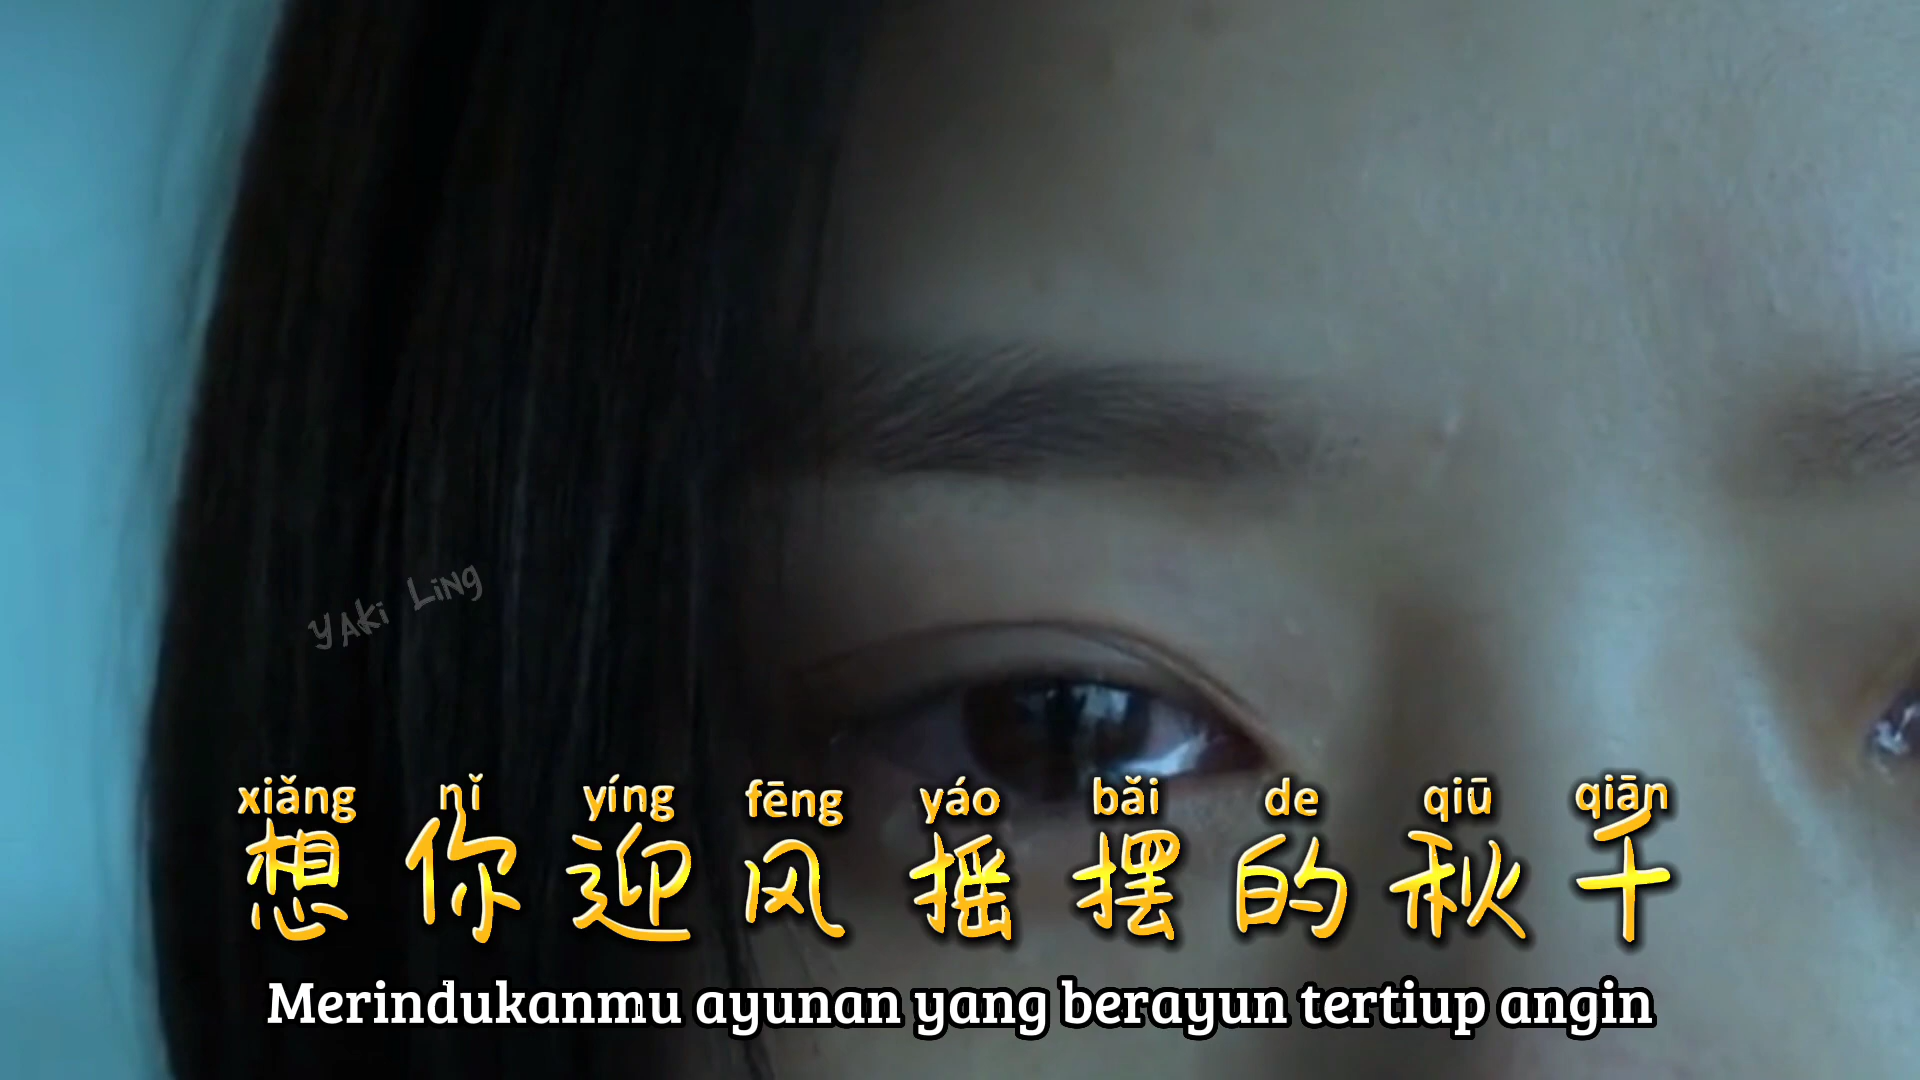 YAKI LING
xiǎng nǐ yíng fēng yáo bǎi de qiū qiān
想你迎风摇摆的秋千
Merindukanmu ayunan yang berayun tertiup angin